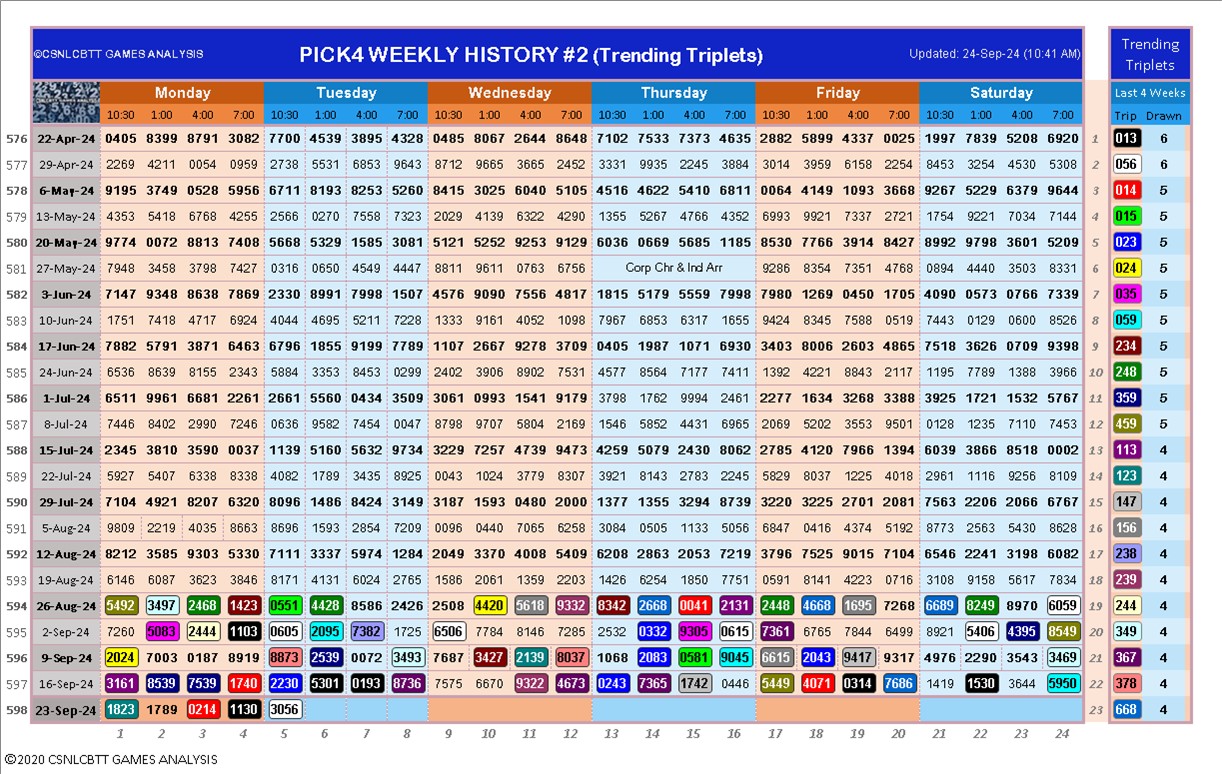 ©CSNLCBTT GAMES ANALYSIS PICK4 WEEKLY HISTORY #2 (Trending Triplets) Updated: 24-Sep-24 (10:41 AM) Trending
Triplets
Monday Tuesday Wednesday Thursday Friday Saturday Last 4 Weeks
10:30 1:00 4:00 7:00 10:30 1:00 4:00 7:00 10:30 1:00 4:00 7:00 10:30 1:00 4:00 7:00 10:30 1:00 4:00 7:00 10:30 1:00 4:00 7:00 Trip Drawn
576 22-Apr-24 0405 8399 8791 3082 7700 4539 3895 4328 0485 8067 2644 8648 7102 7533 7373 4635 2882 5899 4337 0025 1997 7839 5208 6920 1 013 6
577 29-Apr-24 2269 4211 0054 0959 2738 5531 6853 9643 8712 9665 3665 2452 3331 9935 2245 3884 3014 3959 6158 2254 8453 3254 4530 5308 2 056 6
578 6-May-24 9195 3749 0528 5956 6711 8193 8253 5260 8415 3025 6040 5105 4516 4622 5410 6811 0064 4149 1093 3668 9267 5229 6379 9644 3 014 5
579 13-May-24 4353 5418 6768 4255 2566 0270 7558 7323 2029 4139 6322 4290 1355 5267 4766 4352 6993 9921 7337 2721 1754 9221 7034 7144 4 015 5
580 20-May-24 9774 0072 8813 7408 5668 5329 1585 3081 5121 5252 9253 9129 6036 0669 5685 1185 8530 7766 3914 8427 8992 9798 3601 5209 5 023 5
581 27-May-24 7948 3458 3798 7427 0316 0650 4549 4447 8811 9611 0763 6756 Corp Chr & Ind Arr 9286 8354 7351 4768 0894 4440 3503 8331 6 024 5
582 3-Jun-24 7147 9348 8638 7869 2330 8991 7998 1507 4576 9090 7556 4817 1815 5179 5559 7998 7980 1269 0450 1705 4090 0573 0766 7339 7 035 5
583 10-Jun-24 1751 7418 4717 6924 4044 4695 5211 7228 1333 9161 4052 1098 7967 6853 6317 1655 9424 8345 7588 0519 7443 0129 0600 8526 8 059 5
584 17-Jun-24 7882 5791 3871 6463 6796 1855 9199 7789 1107 2667 9278 3709 0405 1987 1071 6930 3403 8006 2603 4865 7518 3626 0709 9398 9 234 5
585 24-Jun-24 6536 8639 8155 2343 5884 3353 8453 0299 2402 3906 8902 7531 4577 8564 7177 7411 1392 4221 8843 2117 1195 7789 1388 3966 10 248 5
586 1-Jul-24 6511 9961 6681 2261 2661 5560 0434 3509 3061 0993 1541 9179 3798 1762 9994 2461 2277 1634 3268 3388 3925 1721 1532 5767 11 359 5
587 8-Jul-24 7446 8402 2990 7246 0636 9582 7454 0047 8798 9707 5804 2169 1546 5852 4431 6965 2069 5202 3553 9501 0128 1235 7110 7453 12 459 5
588 15-Jul-24 2345 3810 3590 0037 1139 5160 5632 9734 3229 7257 4739 9473 4259 5079 2430 8062 2785 4120 7966 1394 6039 3866 8518 0002 13 113 4
589 22-Jul-24 5927 5407 6338 8338 4082 1789 3435 8925 0043 1024 3779 8307 3921 8143 0783 2245 5829 8037 1225 4018 2961 1116 9256 8109 14 123 4
590 29-Jul-24 7104 4921 8207 6320 8096 1486 8424 3149 3187 1593 0480 2000 1377 1355 3294 8739 3220 3225 2701 2081 7563 2206 2066 6767 15 147 4
591 5-Aug-24 9809 2219 4035 8663 8696 1593 2854 7209 0096 0440 7065 6258 3084 0505 1133 5056 6847 0416 4374 5192 8773 2563 5430 8628 16 156 4
592 12-Aug-24 8212 3585 9303 5330 7111 3337 5974 1284 2049 3370 4008 5409 6208 2863 2053 7219 3796 7525 9015 7104 6546 2241 3198 6082 17 238 4
593 19-Aug-24 6146 6087 3623 3846 8171 4131 6024 2765 1586 2061 1359 2203 1426 6254 1850 7751 0591 8141 4223 0716 3108 9158 5617 7834 18 239 4
594 26-Aug-24 5492 3497 2468 1423 0551 4428 8586 2426 2508 4420 5618 9332 8342 2668 0041 2131 2448 4668 1695 7268 6689 8249 8970 6059 19 244 4
595 2-Sep-24 7260 5083 2444 1103 0605 2095 7382 1725 6506 7784 8146 7285 2532 0332 9305 0615 7361 6765 7844 6499 8921 5406 4395 8549 20 349 4
596 9-Sep-24 2024 7003 0187 8919 8873 2539 0072 3493 7687 3427 2139 8037 1068 2083 0581 9045 6615 2043 9417 9317 4976 2290 3543 3469 21 367 4
597 16-Sep-24 3161 8539 7539 1740 2230 5301 0193 8736 7575 6670 9322 4673 0243 7365 1742 0446 5449 4071 0314 7686 1419 1530 3644 5950 22 378 4
598 23-Sep-24 1823 1789 0214 1130 3056 23 668 4
1 2 3 4 5 6 7 8 9 10 11 12 13 14 15 16 17 18 19 20 21 22 23 24
©2020 CSNLCBTT GAMES ANALYSIS